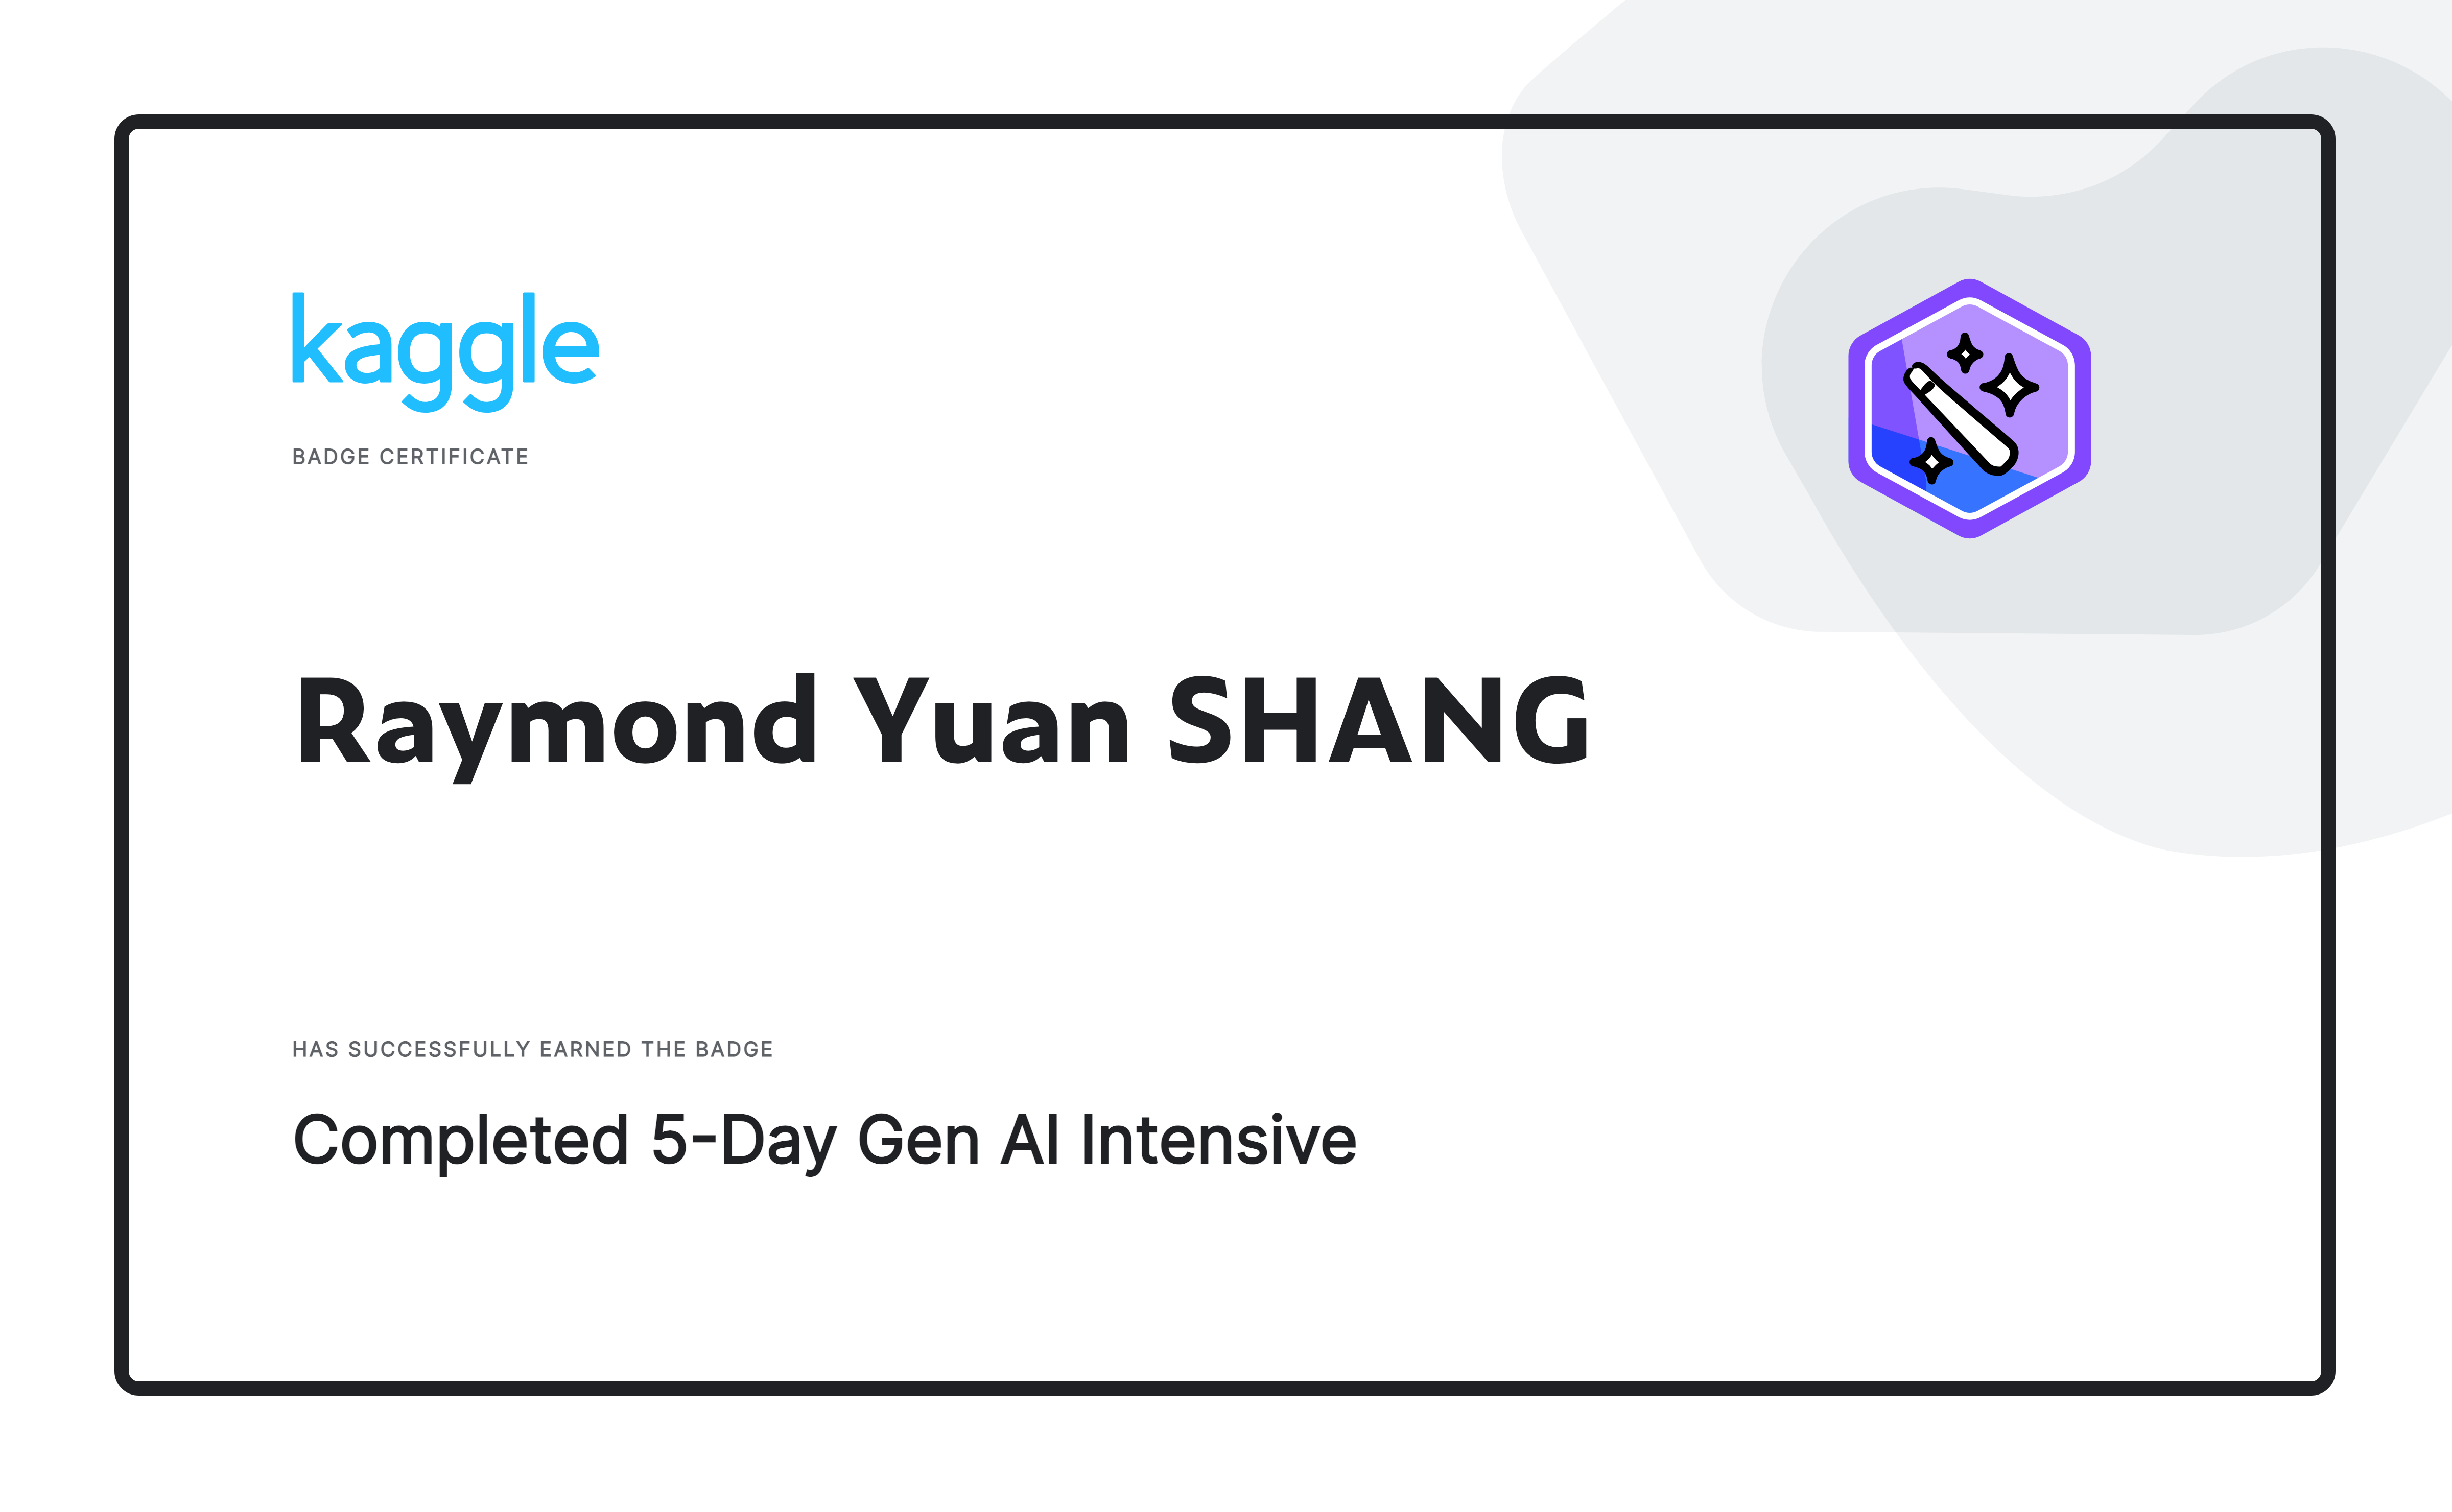 kaggle
BADGE CERTIFICATE
Raymond Yuan SHANG
HAS SUCCESSFULLY EARNED THE BADGE
Completed 5-Day Gen AI Intensive